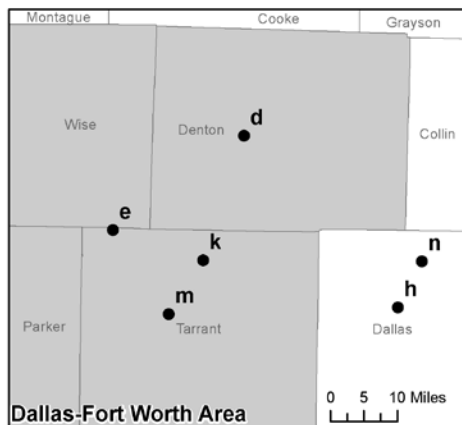 Montague Cooke Grayson
d
Wise Denton Collin
e
k n
m h
Parker Tarrant Dallas
0 5 10 Miles
Dallas-Fort Worth Area